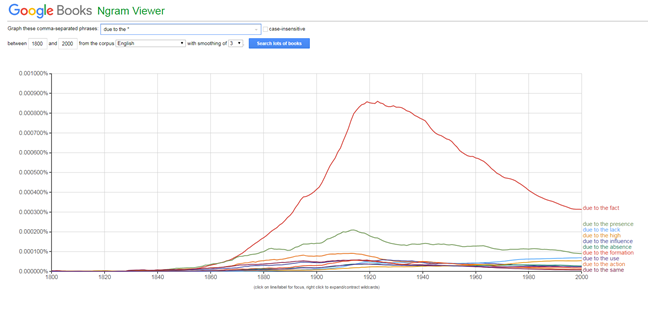 Google Books Ngram Viewer
Graph these comma-separated phrases: due to the * case-insensitive
between 1800 and 2000 from the corpus English with smoothing of 3 Search lots of books
0.001000%
0.000900%
0.000800%
0.000700%
0.000600%
0.000500%
0.000400%
0.000300%
0.000200%
0.000100%
0.000000%
1800 1820 1840 1860 1880 1900 1920 1940 1960 1980 2000
due to the fact
due to the presence
due to the lack
due to the high
due to the influence
due to the absence
due to the formation
due to the use
due to the action
due to the same
(click on line/label for focus, right click to expand/contract wildcards)